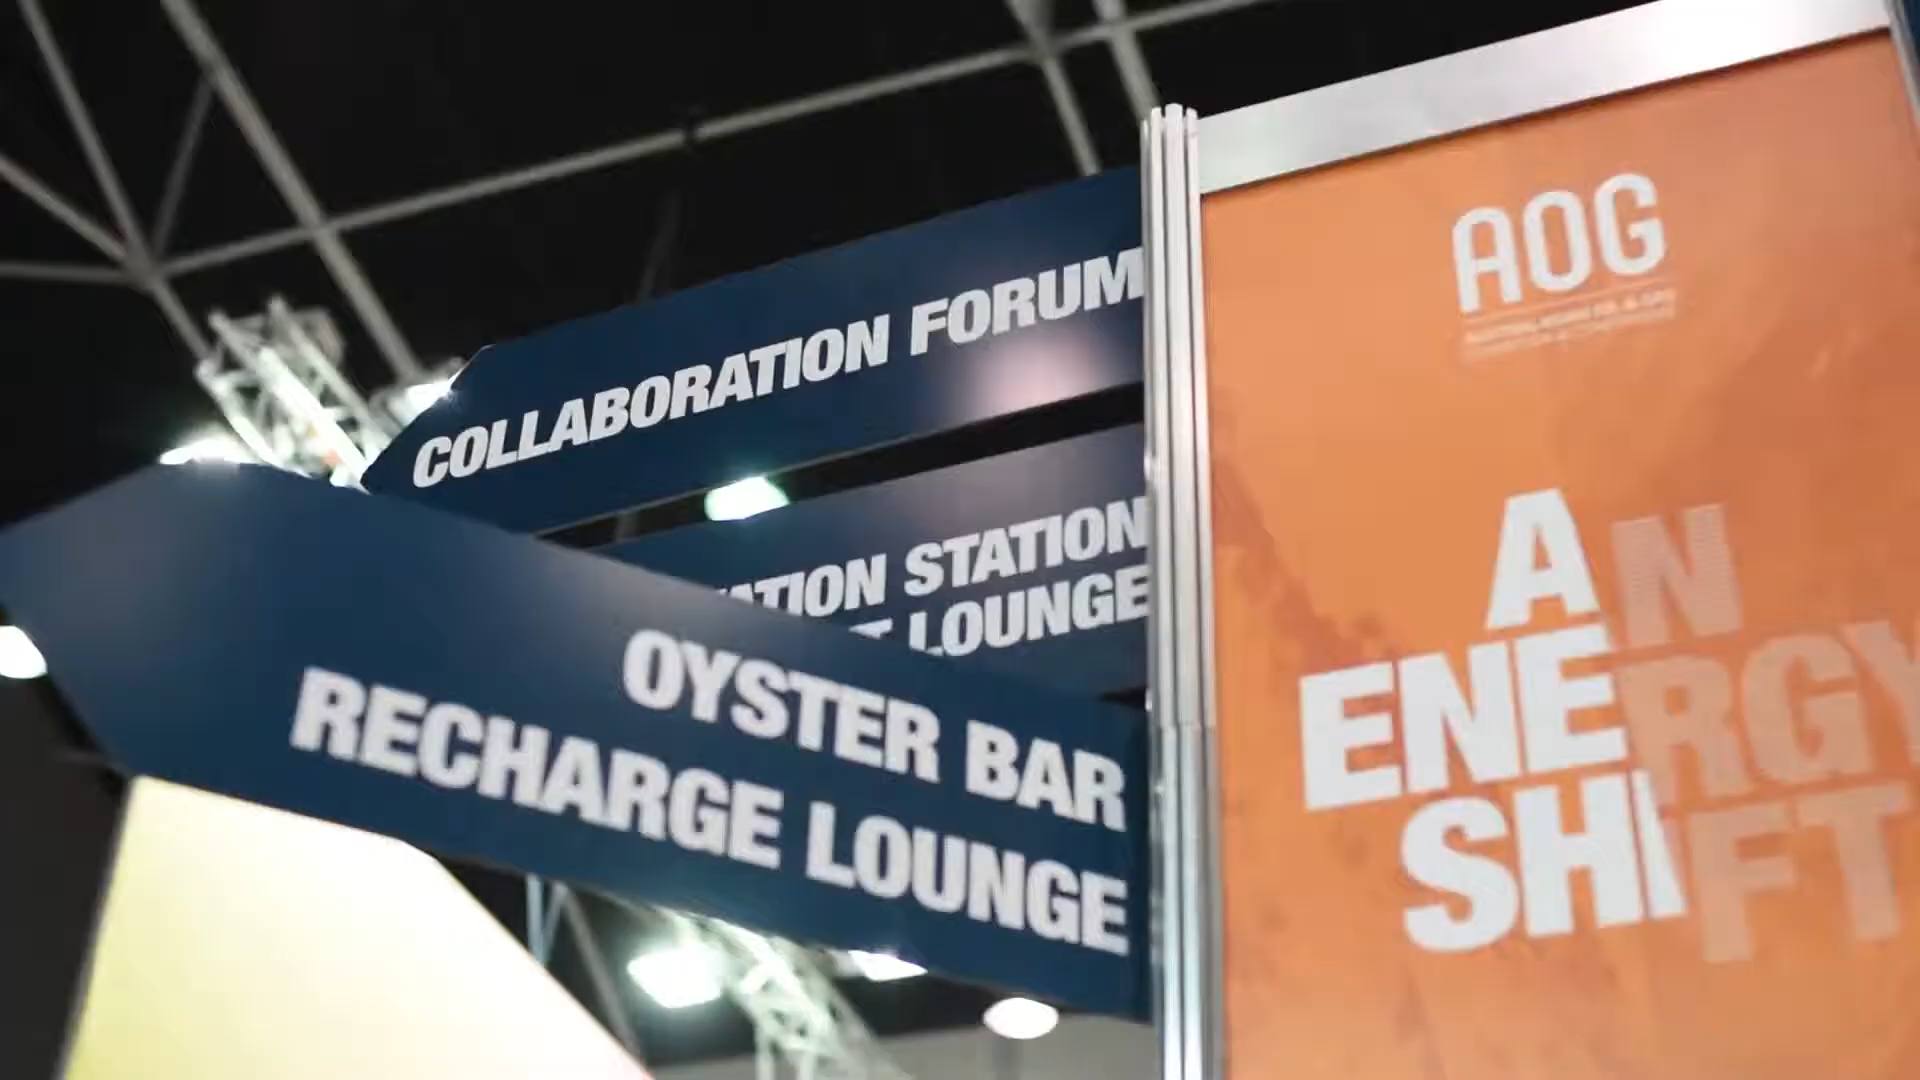 COLLABORATION FORUM
STATION
LOUNGE
OYSTER BAR
RECHARGE LOUNGE
AOG
AN
ENERGY
SHIFT